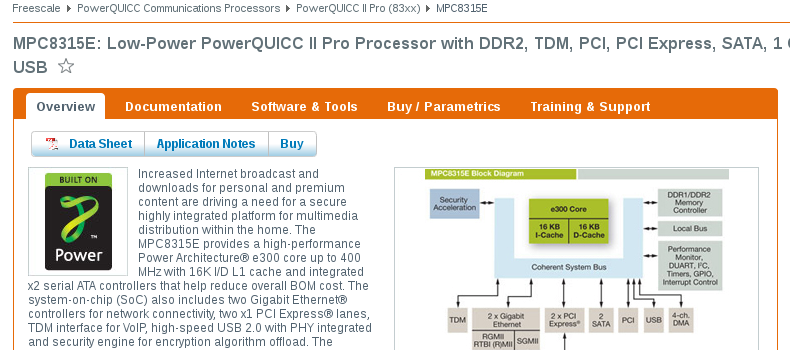 Freescale ▸ PowerQUICC Communications Processors ▸ PowerQUICC II Pro (83xx) ▸ MPC8315E
MPC8315E: Low-Power PowerQUICC II Pro Processor with DDR2, TDM, PCI, PCI Express, SATA, 1
USB ☆
Overview Documentation Software & Tools Buy / Parametrics Training & Support
Data Sheet Application Notes Buy
BUILT ON
Power
Increased Internet broadcast and
downloads for personal and premium
content are driving a need for a secure
highly integrated platform for multimedia
distribution within the home. The
MPC8315E provides a high-performance
Power Architecture® e300 core up to 400
MHz with 16K I/D L1 cache and integrated
x2 serial ATA controllers that help reduce overall BOM cost. The
system-on-chip (SoC) also includes two Gigabit Ethernet®
controllers for network connectivity, two x1 PCI Express® lanes,
TDM interface for VoIP, high-speed USB 2.0 with PHY integrated
and security engine for encryption algorithm offload. The
MPC8315E Block Diagram
Security
Acceleration
e300 Core
16 KB
I-Cache
16 KB
D-Cache
Coherent System Bus
DDR1/DDR2
Memory
Controller
Local Bus
Performance
Monitor,
DUART, I²C,
Timers, GPIO,
Interrupt Control
TDM
2 x Gigabit
Ethernet
RGMII
RTBI (R)MII
SGMII
2 x PCI
Express®
2
SATA
PCI
USB
4-ch.
DMA